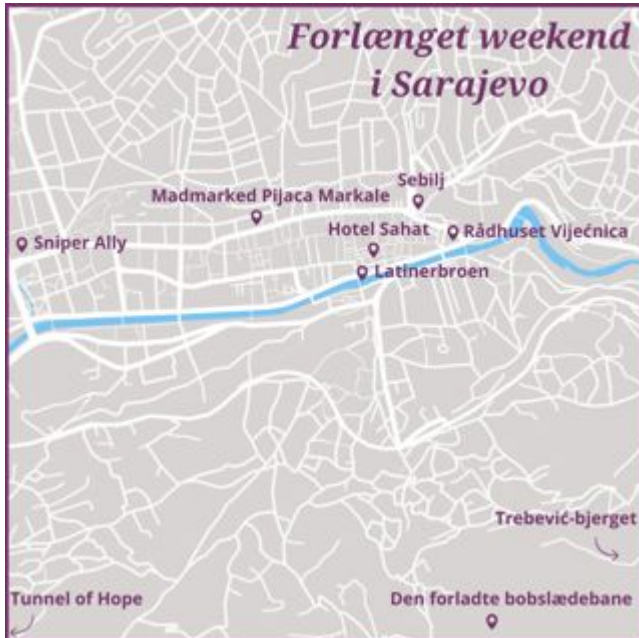 Forlænget weekend
i Sarajevo
Sebilj
Madmarked Pijaca Markale
Hotel Sahat
Rådhuset Vijećnica
Sniper Ally
Latinerbroen
Trebević-bjerget
Tunnel of Hope
Den forladte bobslædebane